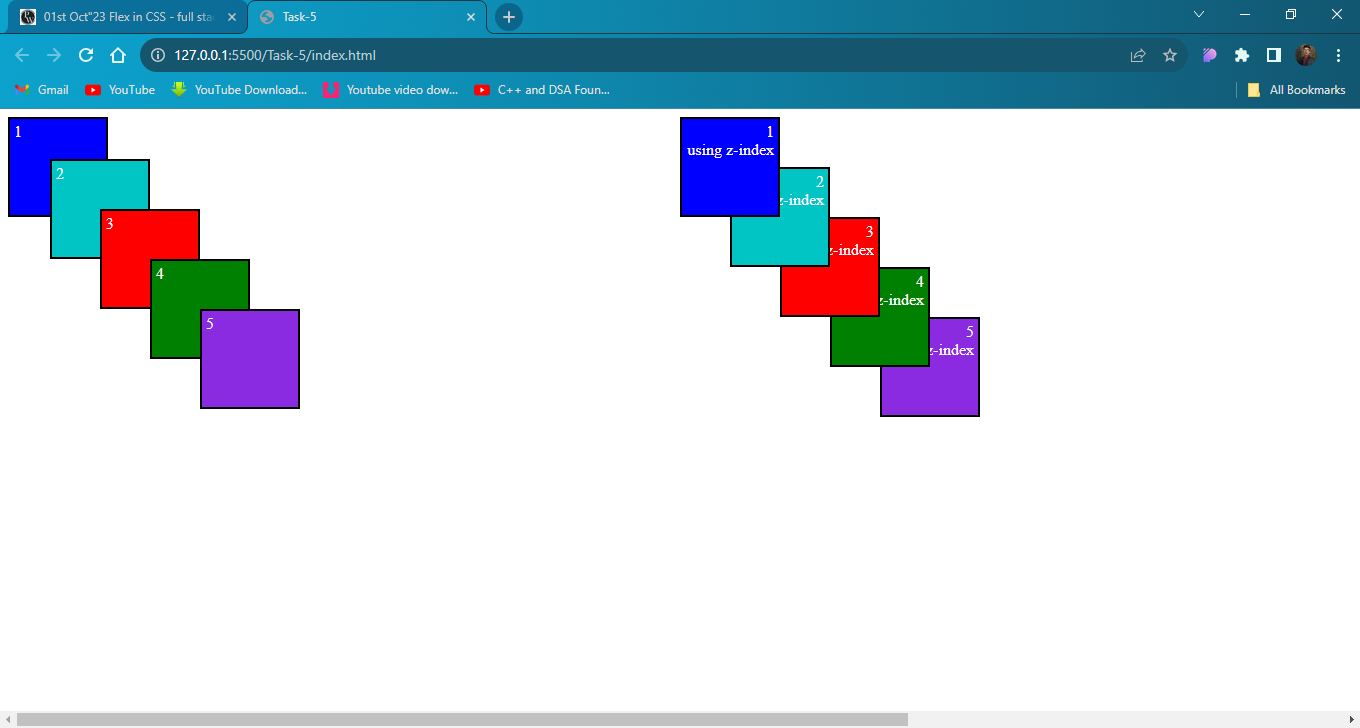 01st Oct"23 Flex in CSS - full sta
Task-5
127.0.0.1:5500/Task-5/index.html
Gmail
YouTube
YouTube Download...
Youtube video dow...
C++ and DSA Foun...
All Bookmarks
1
2
3
4
5
1
using z-index
2
z-index
3
z-index
4
z-index
5
z-index